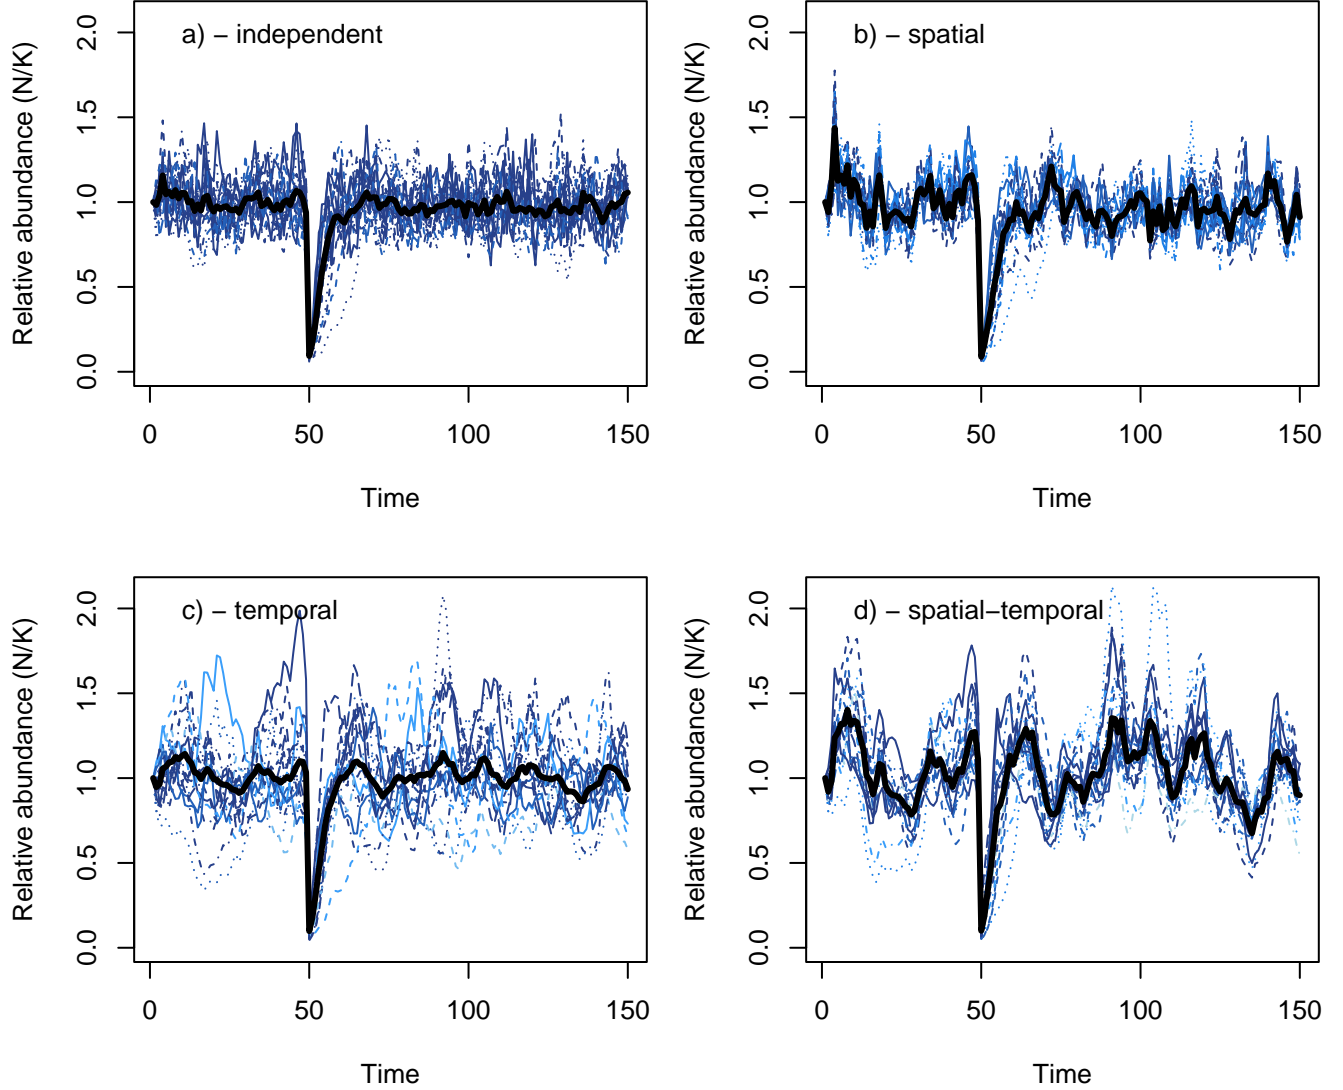 a) − independent
Relative abundance (N/K)
0.0 0.5 1.0 1.5 2.0
0 50 100 150
Time
b) − spatial
Relative abundance (N/K)
0.0 0.5 1.0 1.5 2.0
0 50 100 150
Time
c) − temporal
Relative abundance (N/K)
0.0 0.5 1.0 1.5 2.0
0 50 100 150
Time
d) − spatial−temporal
Relative abundance (N/K)
0.0 0.5 1.0 1.5 2.0
0 50 100 150
Time